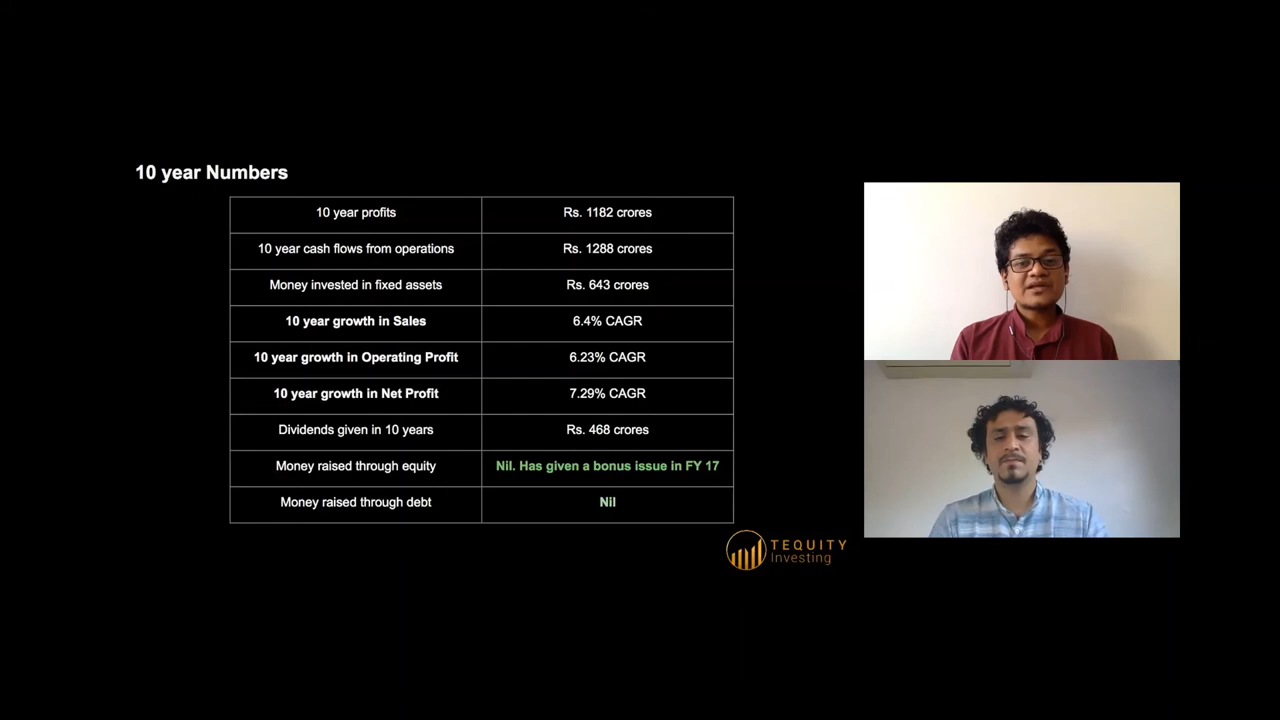 10 year Numbers
10 year profits Rs. 1182 crores
10 year cash flows from operations Rs. 1288 crores
Money invested in fixed assets Rs. 643 crores
10 year growth in Sales 6.4% CAGR
10 year growth in Operating Profit 6.23% CAGR
10 year growth in Net Profit 7.29% CAGR
Dividends given in 10 years Rs. 468 crores
Money raised through equity Nil. Has given a bonus issue in FY 17
Money raised through debt Nil
TEQUITY
Investing